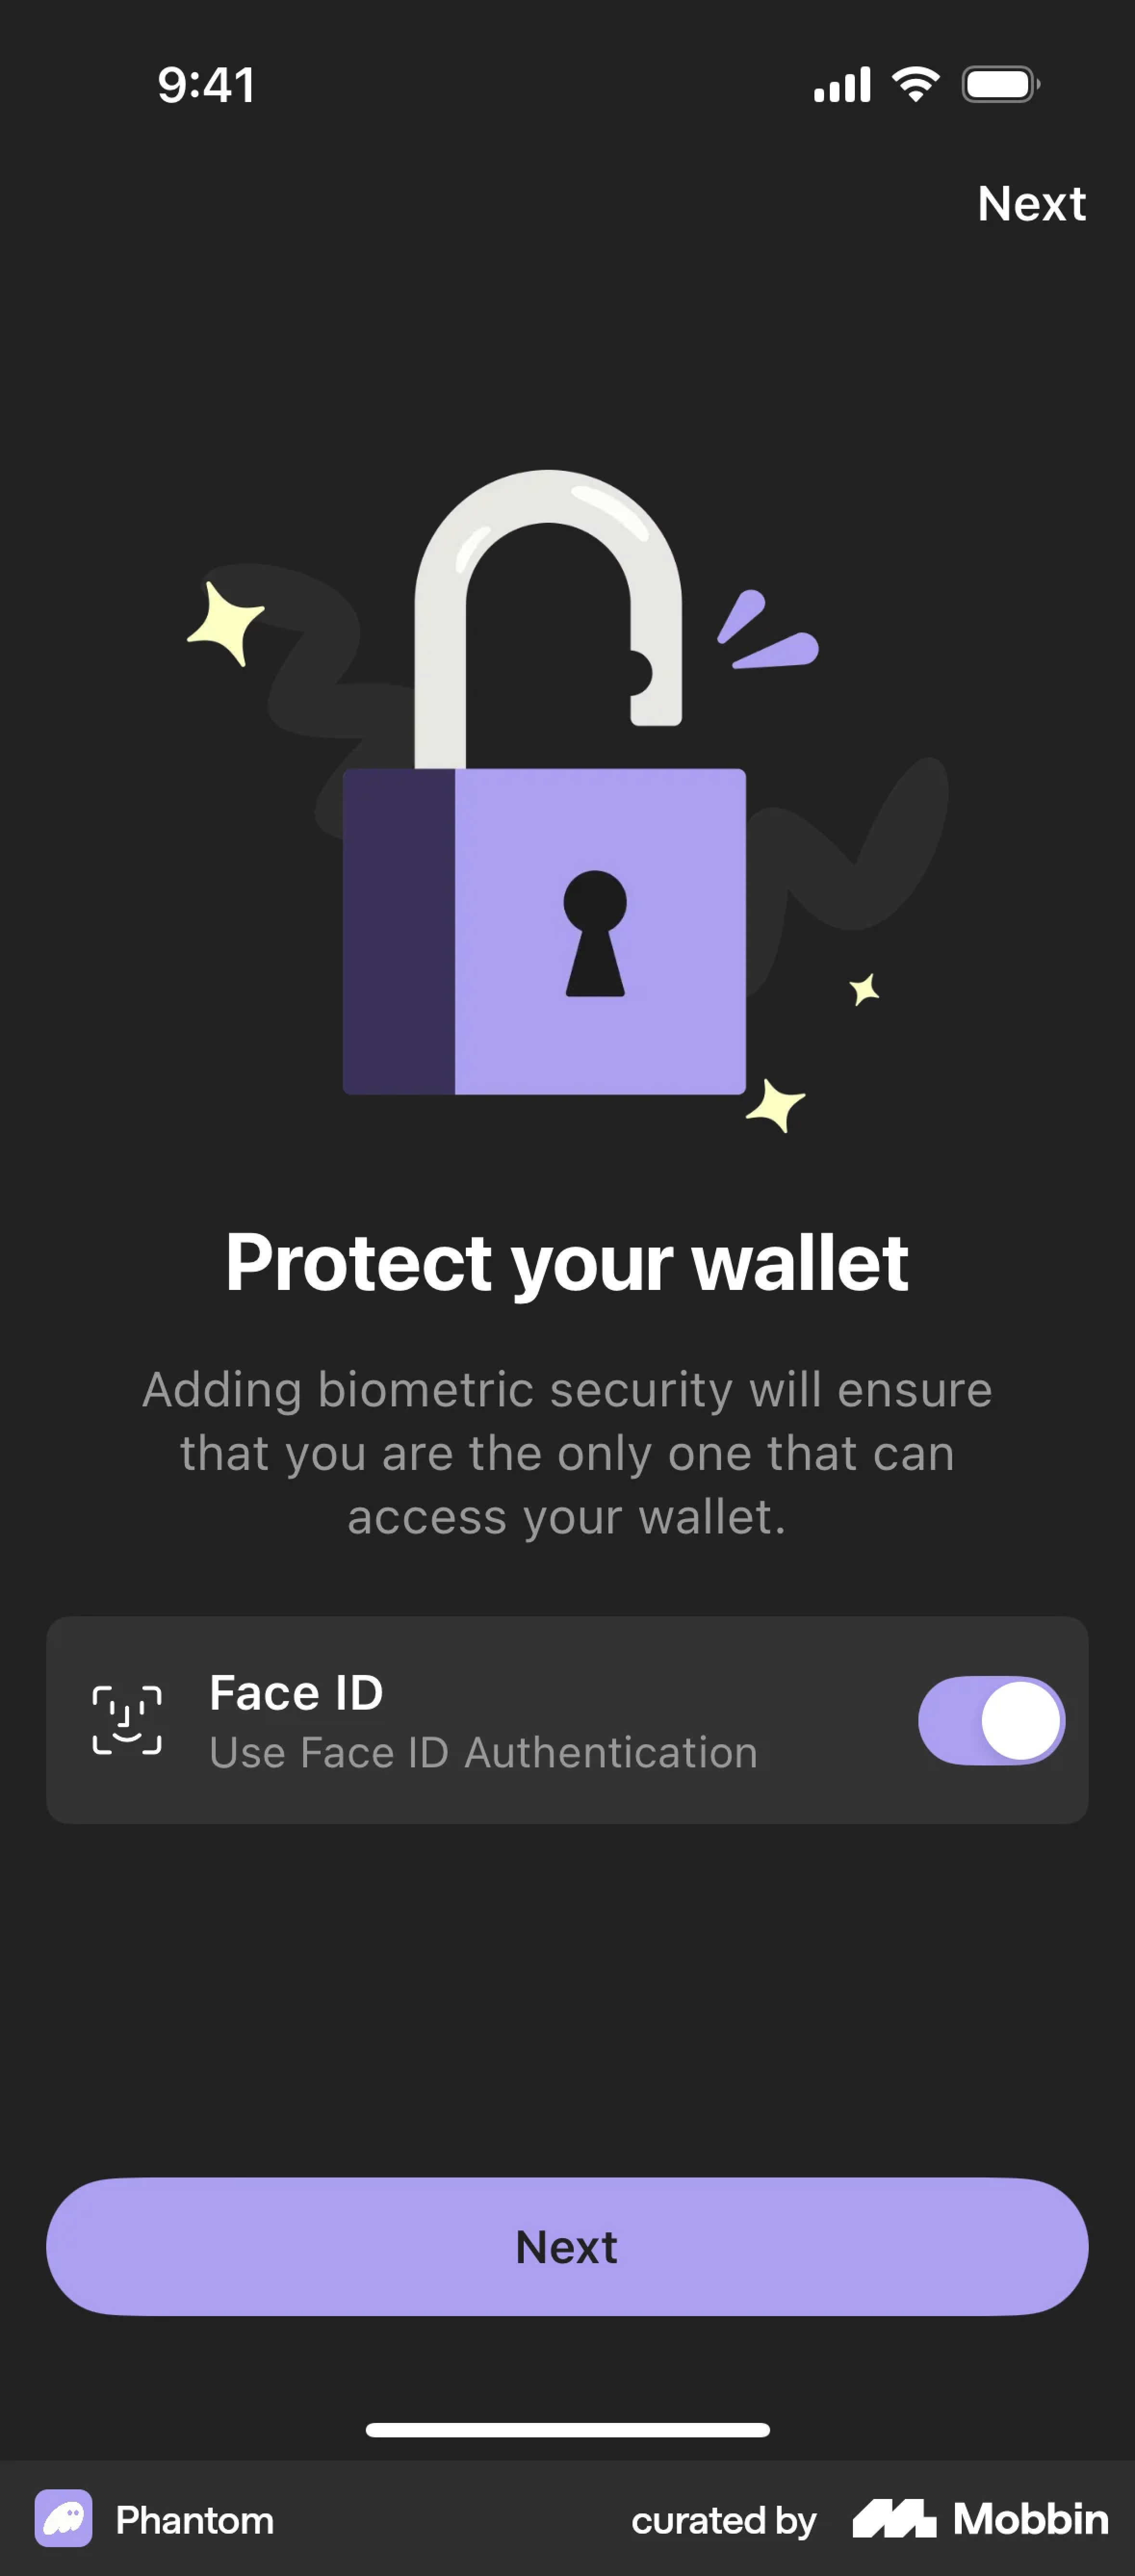 9:41
Next
Protect your wallet
Adding biometric security will ensure
that you are the only one that can
access your wallet.
Face ID
Use Face ID Authentication
Next
Phantom
curated by Mobbin